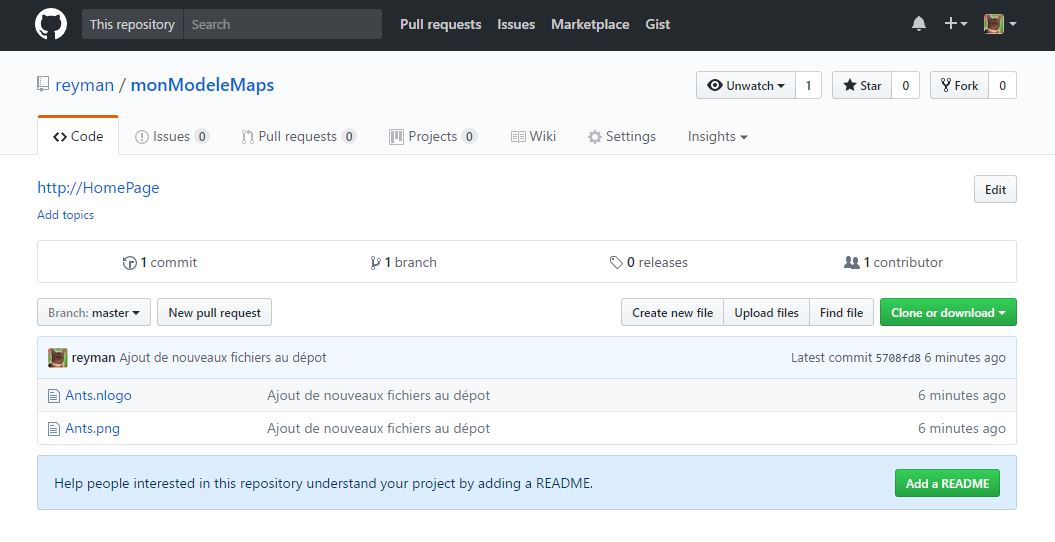 This repository Search Pull requests Issues Marketplace Gist
reyman / monModeleMaps Unwatch 1 Star 0 Fork 0
Code Issues 0 Pull requests 0 Projects 0 Wiki Settings Insights
http://HomePage Edit
Add topics
1 commit 1 branch 0 releases 1 contributor
Branch: master New pull request Create new file Upload files Find file Clone or download
reyman Ajout de nouveaux fichiers au dépot Latest commit 5708fd8 6 minutes ago
Ants.nlogo Ajout de nouveaux fichiers au dépot 6 minutes ago
Ants.png Ajout de nouveaux fichiers au dépot 6 minutes ago
Help people interested in this repository understand your project by adding a README. Add a README